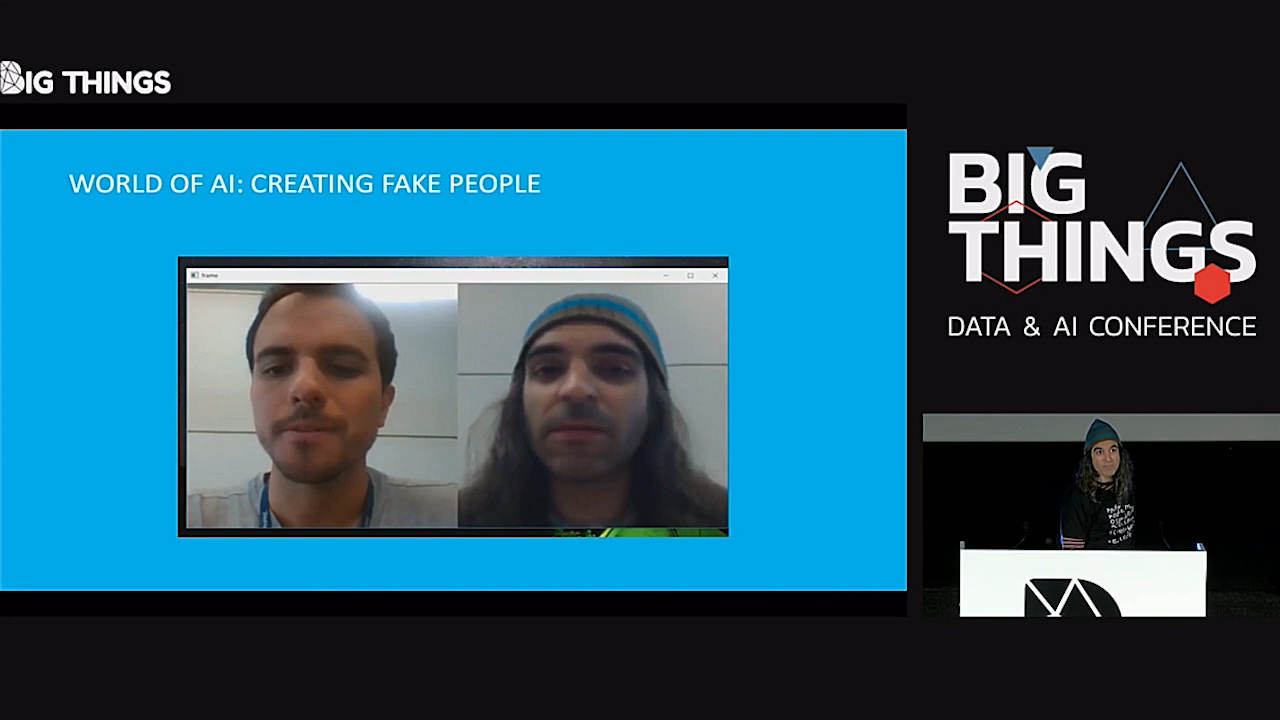 BIG THINGS
WORLD OF AI: CREATING FAKE PEOPLE
frame
BIG
THINGS
DATA & AI CONFERENCE